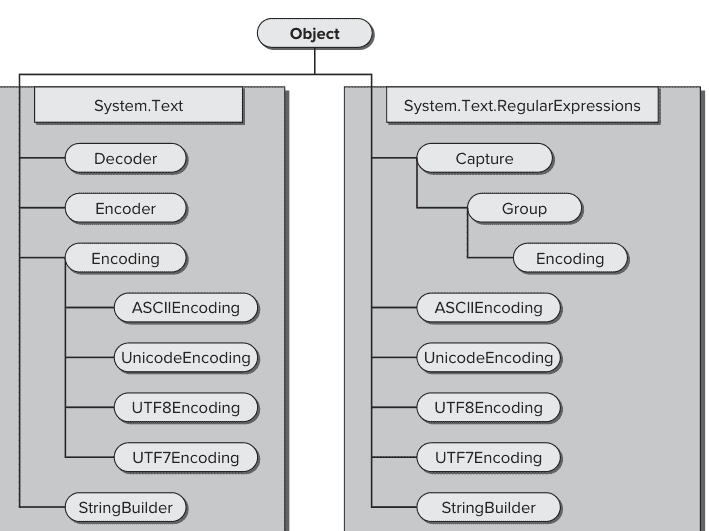 Object
System.Text
Decoder
Encoder
Encoding
ASCIIEncoding
UnicodeEncoding
UTF8Encoding
UTF7Encoding
StringBuilder
System.Text.RegularExpressions
Capture
Group
Encoding
ASCIIEncoding
UnicodeEncoding
UTF8Encoding
UTF7Encoding
StringBuilder